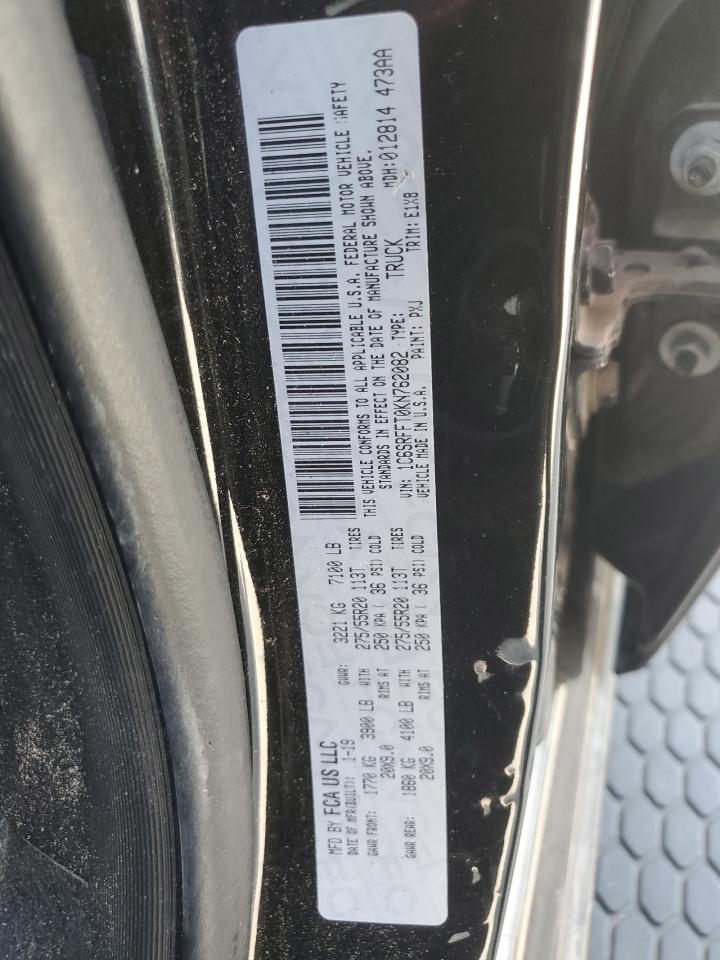 MFD BY FCA US LLC
DATE OF MFR(BUILT): 1-19 GVWR: 3221 KG 7100 LB
GAWR FRONT: 1770 KG 3900 LB WITH 275/55R20 113T TIRES
20X9.0 RIMS AT 250 KPA ( 36 PSI) COLD
GAWR REAR: 1860 KG 4100 LB WITH 275/55R20 113T TIRES
20X9.0 RIMS AT 250 KPA ( 36 PSI) COLD
THIS VEHICLE CONFORMS TO ALL APPLICABLE U.S.A. FEDERAL MOTOR VEHICLE SAFETY
STANDARDS IN EFFECT ON THE DATE OF MANUFACTURE SHOWN ABOVE.
VIN: 1C6SRFFT0KN762082 TYPE: TRUCK MDH:012814 473AA
VEHICLE MADE IN U.S.A. PAINT: PXJ TRIM: E1X8